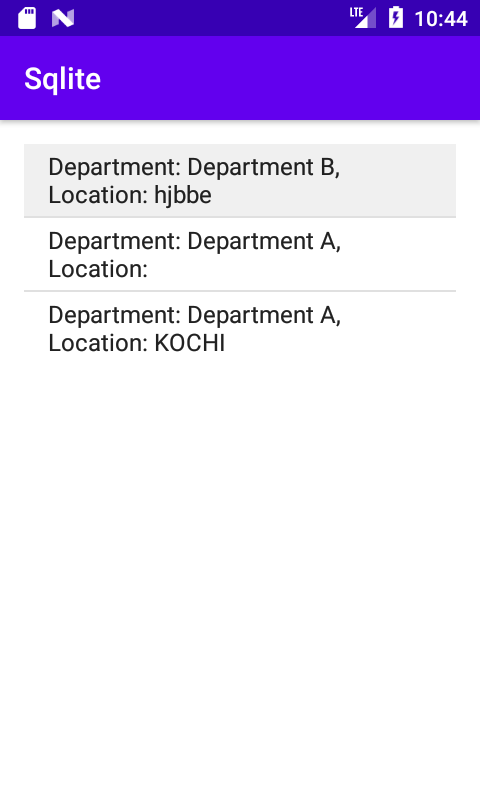 LTE 10:44
Sqlite
Department: Department B,
Location: hjbbe
Department: Department A,
Location:
Department: Department A,
Location: KOCHI